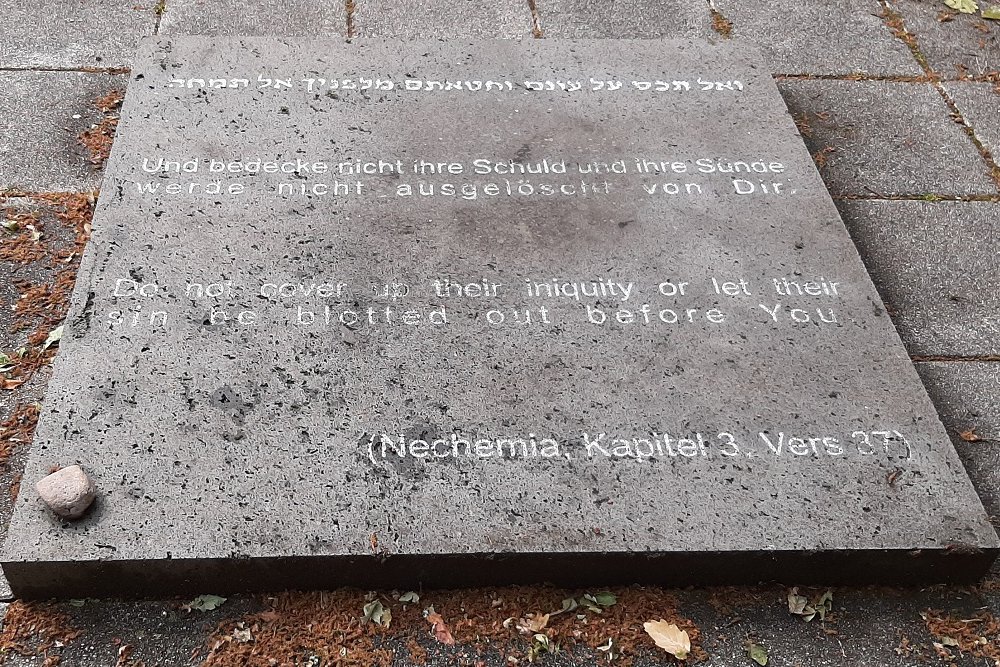 ואל תכס על עונם וחטאתם מלפניך אל תמחה.
Und bedecke nicht ihre Schuld und ihre Sünde
werde nicht ausgelöscht von Dir.
Do not cover up their iniquity or let their
sin be blotted out before You
(Nechemia, Kapitel 3. Vers 37)